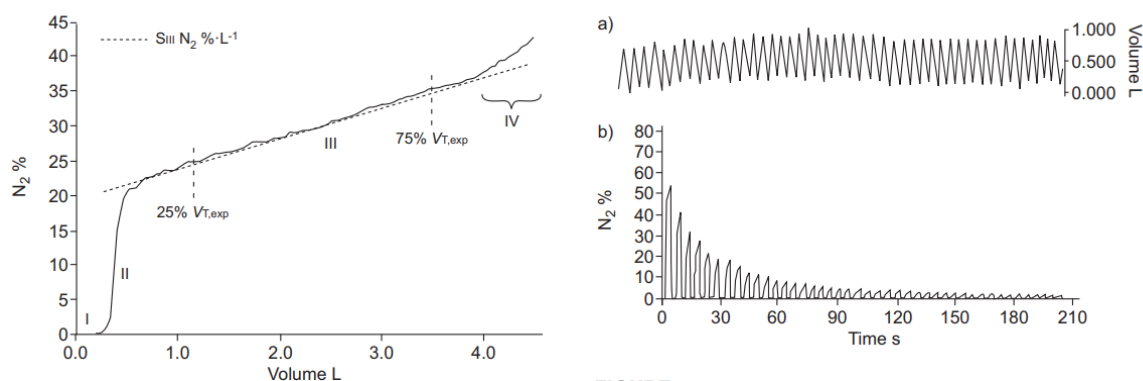 45
40
35
30
25
20
15
10
5
0
N₂ %
SIII N₂ %·L⁻¹
I
II
III
IV
25% VT,exp
75% VT,exp
0.0 1.0 2.0 3.0 4.0
Volume L
a)
1.000
0.500
0.000
Volume L
b)
80
70
60
50
40
30
20
10
0
N₂ %
0 30 60 90 120 150 180 210
Time s